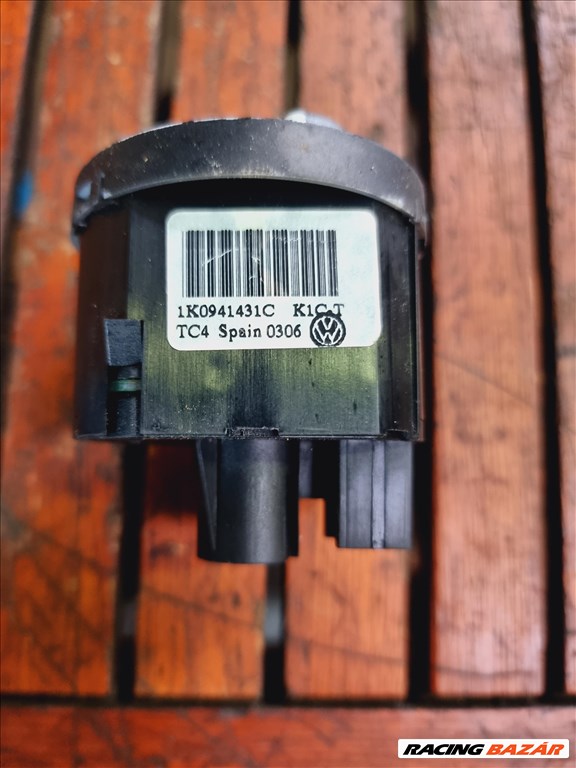 1K0941431C K1C-T
TC4 Spain 0306
RACING BAZÁR